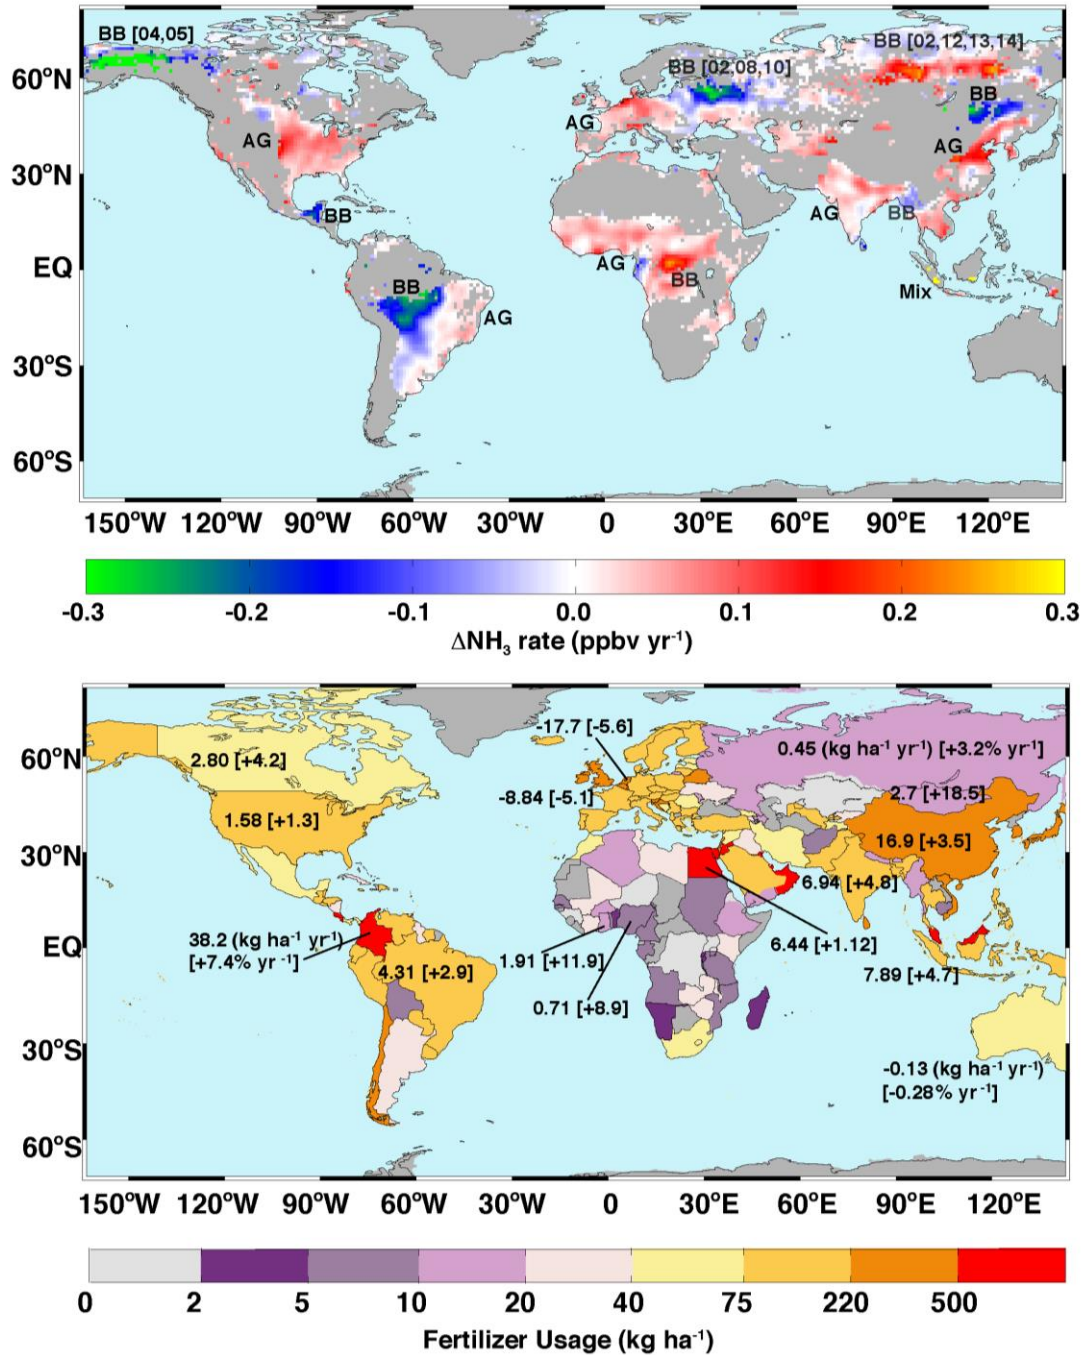 BB [04,05]
BB [02,12,13,14]
BB [02,08,10]
60°N
BB
AG
AG
AG
30°N
BB
AG
BB
EQ
AG
BB
BB
Mix
AG
30°S
60°S
150°W 120°W 90°W 60°W 30°W 0 30°E 60°E 90°E 120°E
-0.3 -0.2 -0.1 0.0 0.1 0.2 0.3
ΔNH₃ rate (ppbv yr⁻¹)
-17.7 [-5.6]
60°N
2.80 [+4.2]
0.45 (kg ha⁻¹ yr⁻¹) [+3.2% yr⁻¹]
-8.84 [-5.1]
2.7 [+18.5]
1.58 [+1.3]
16.9 [+3.5]
30°N
6.94 [+4.8]
38.2 (kg ha⁻¹ yr⁻¹)
[+7.4% yr⁻¹]
EQ
6.44 [+1.12]
1.91 [+11.9]
4.31 [+2.9]
7.89 [+4.7]
0.71 [+8.9]
30°S
-0.13 (kg ha⁻¹ yr⁻¹)
[-0.28% yr⁻¹]
60°S
150°W 120°W 90°W 60°W 30°W 0 30°E 60°E 90°E 120°E
0 2 5 10 20 40 75 220 500
Fertilizer Usage (kg ha⁻¹)